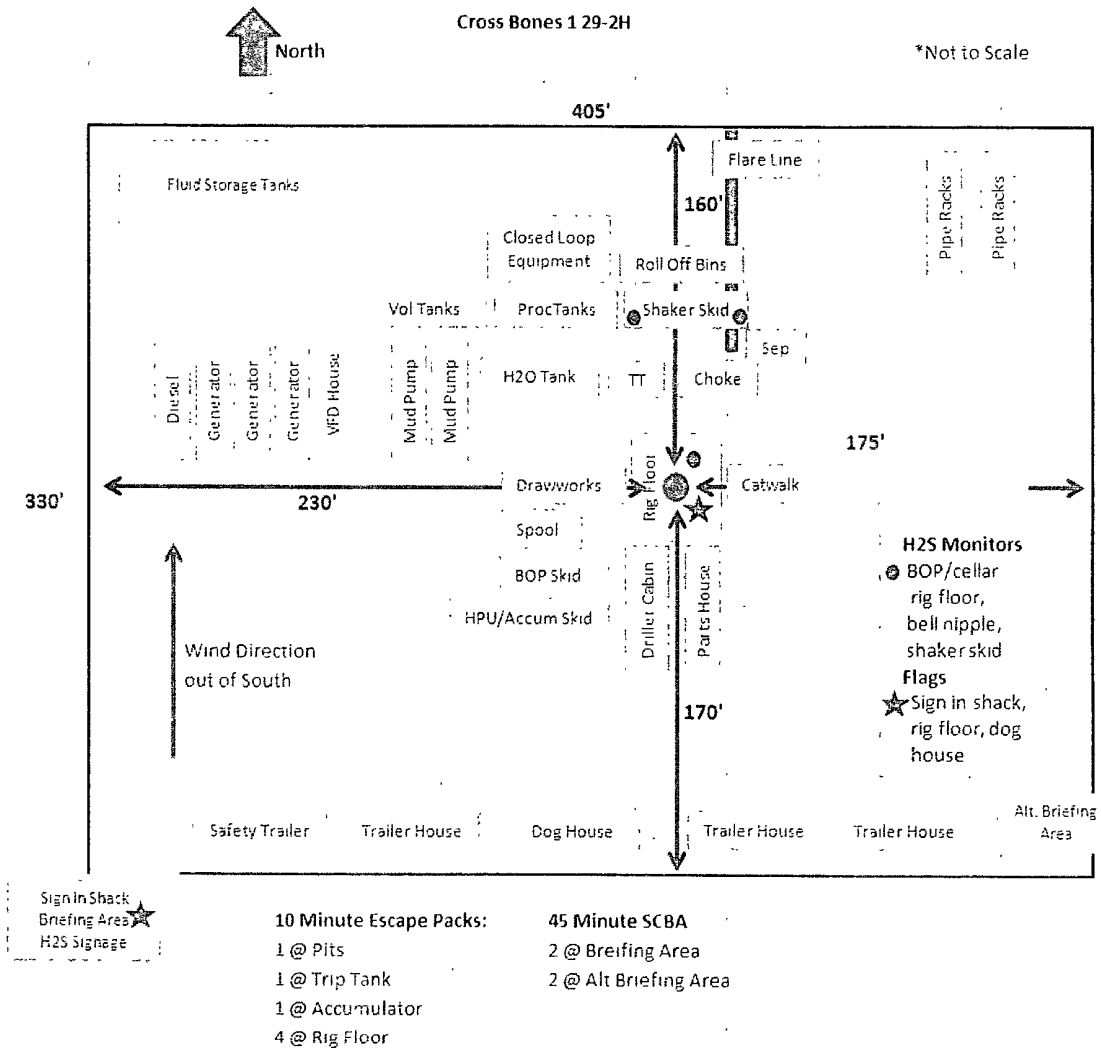 Cross Bones 1 29-2H
North
*Not to Scale
405'
Flare Line
Fluid Storage Tanks
Pipe Racks
Pipe Racks
160'
Closed Loop
Equipment
Roll Off Bins
Vol Tanks
ProcTanks
Shaker Skid
Sep
Diesel
Generator
Generator
Generator
VFD House
Mud Pump
Mud Pump
H2O Tank
TT
Choke
175'
330'
230'
Drawworks
Rig Floor
Catwalk
Spool
BOP Skid
HPU/Accum Skid
Driller Cabin
Parts House
H2S Monitors
BOP/cellar
rig floor,
bell nipple,
shaker skid
Flags
Sign in shack,
rig floor, dog
house
Wind Direction
out of South
170'
Safety Trailer
Trailer House
Dog House
Trailer House
Trailer House
Alt. Briefing
Area
Sign in Shack
Briefing Area
H2S Signage
10 Minute Escape Packs:
1 @ Pits
1 @ Trip Tank
1 @ Accumulator
4 @ Rig Floor
45 Minute SCBA
2 @ Breifing Area
2 @ Alt Briefing Area